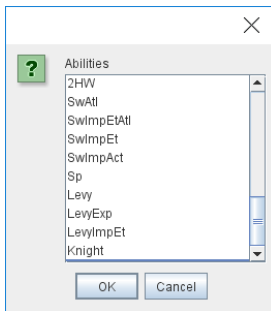 Abilities
2HW
SwAtl
SwImpEtAtl
SwImpEt
SwImpAct
Sp
Levy
LevyExp
LevyImpEt
Knight
OK
Cancel